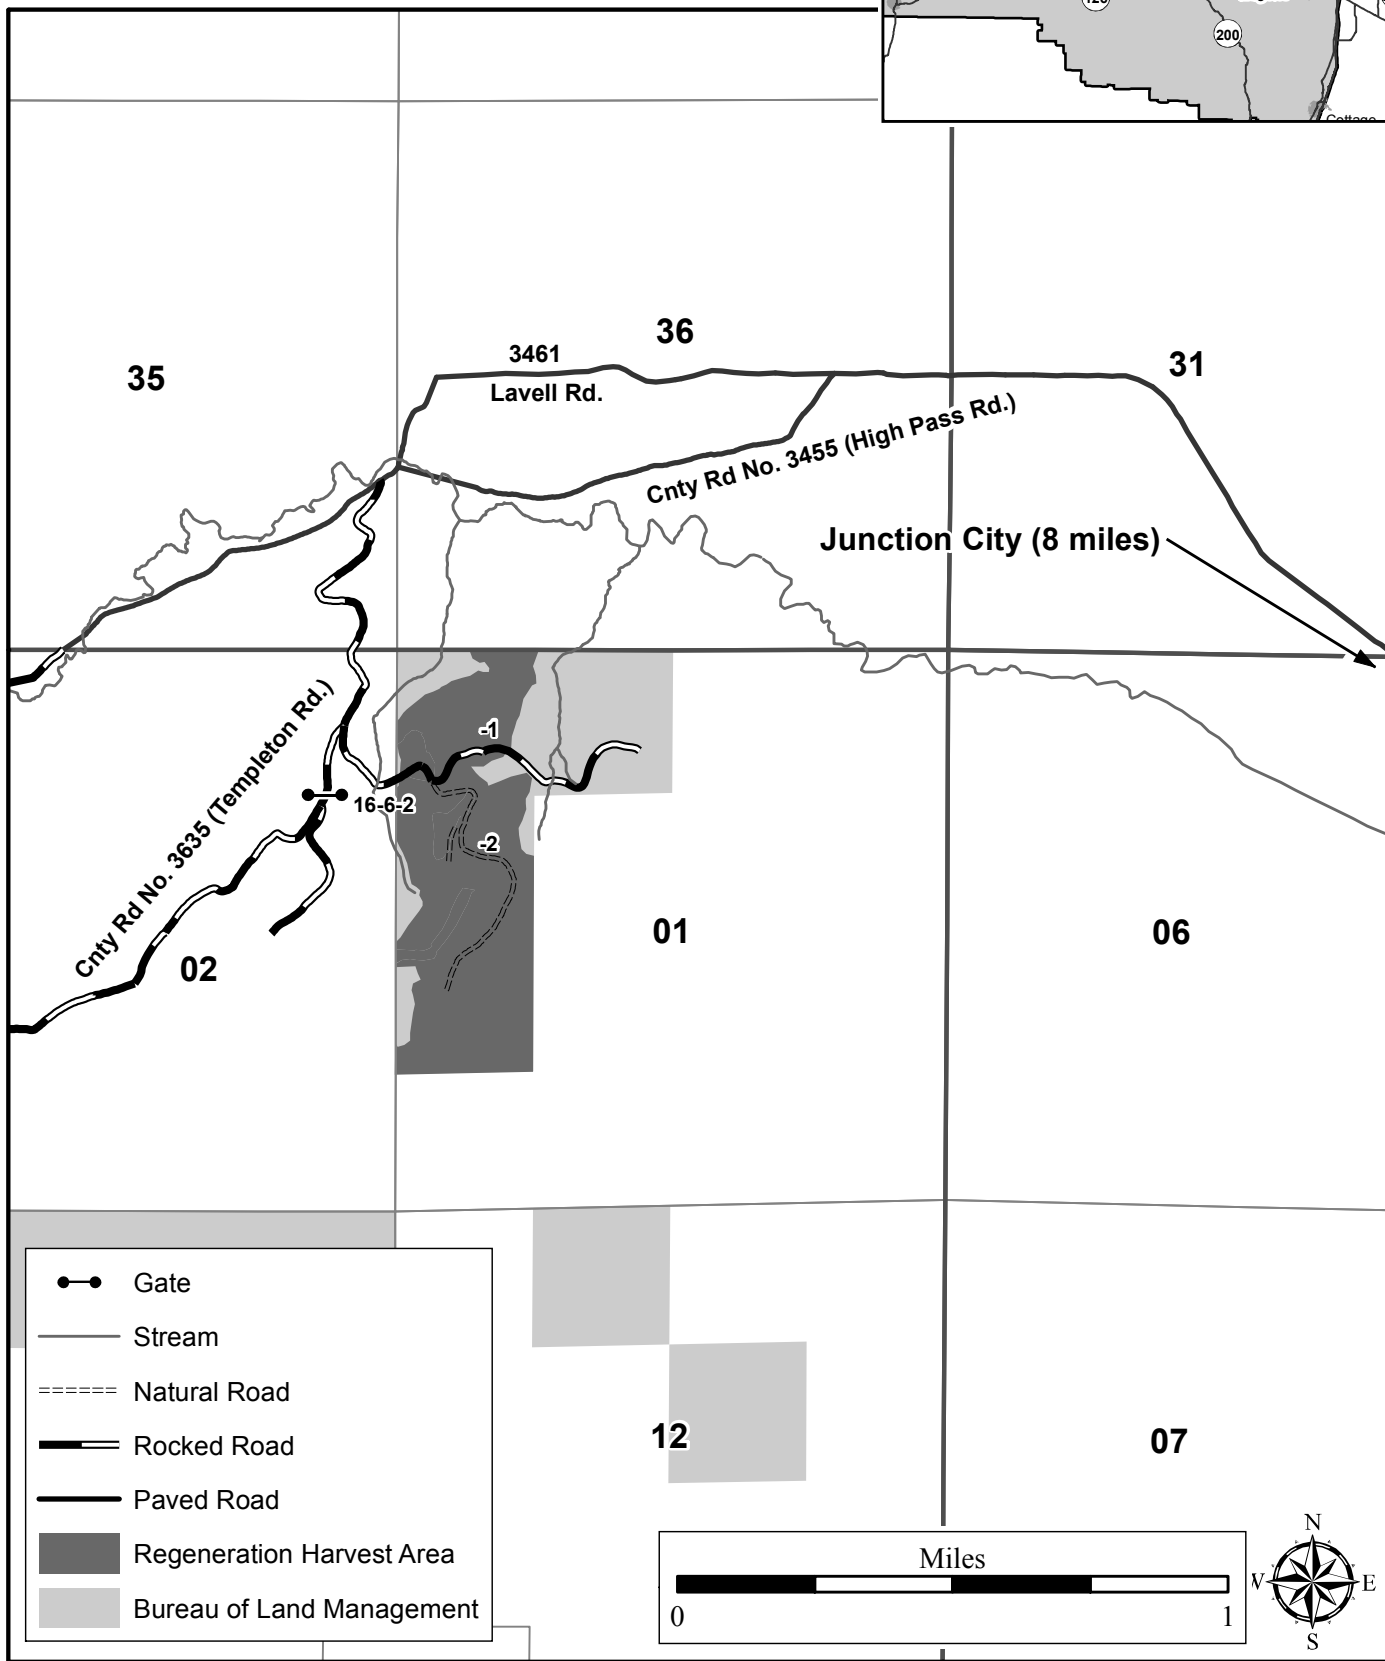 200
36
35
3461
31
Lavell Rd.
Cnty Rd No. 3455 (High Pass Rd.)
Junction City (8 miles)
Cnty Rd No. 3635 (Templeton Rd.)
-1
16-6-2
-2
01
06
02
Gate
Stream
Natural Road
Rocked Road
Paved Road
Regeneration Harvest Area
Bureau of Land Management
12
07
Miles
0 1
N
E
S